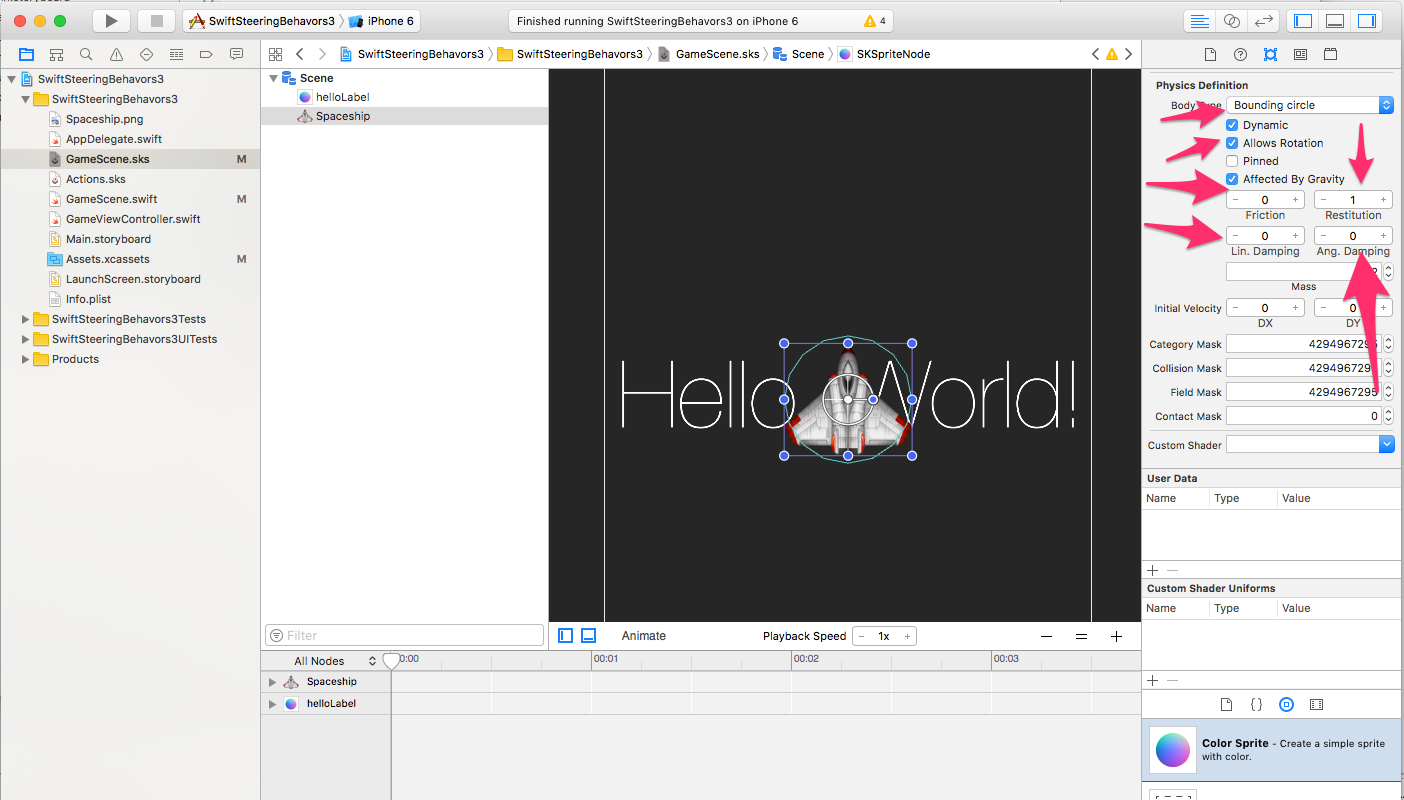 SwiftSteeringBehavors3 iPhone 6
Finished running SwiftSteeringBehavors3 on iPhone 6
4
SwiftSteeringBehavors3
SwiftSteeringBehavors3
GameScene.sks
Scene
SKSpriteNode
SwiftSteeringBehavors3
SwiftSteeringBehavors3
Spaceship.png
AppDelegate.swift
GameScene.sks M
Actions.sks
GameScene.swift M
GameViewController.swift
Main.storyboard
Assets.xcassets M
LaunchScreen.storyboard
Info.plist
SwiftSteeringBehavors3Tests
SwiftSteeringBehavors3UITests
Products
Scene
helloLabel
Spaceship
Filter
Hello World!
Animate
Playback Speed
1x
All Nodes
0:00 00:01 00:02 00:03
Spaceship
helloLabel
Physics Definition
Body Type Bounding circle
Dynamic
Allows Rotation
Pinned
Affected By Gravity
0 1
Friction Restitution
0 0
Lin. Damping Ang. Damping
Mass
Initial Velocity 0 0
DX DY
Category Mask 4294967295
Collision Mask 4294967295
Field Mask 4294967295
Contact Mask 0
Custom Shader
User Data
Name Type Value
Custom Shader Uniforms
Name Type Value
Color Sprite - Create a simple sprite
with color.